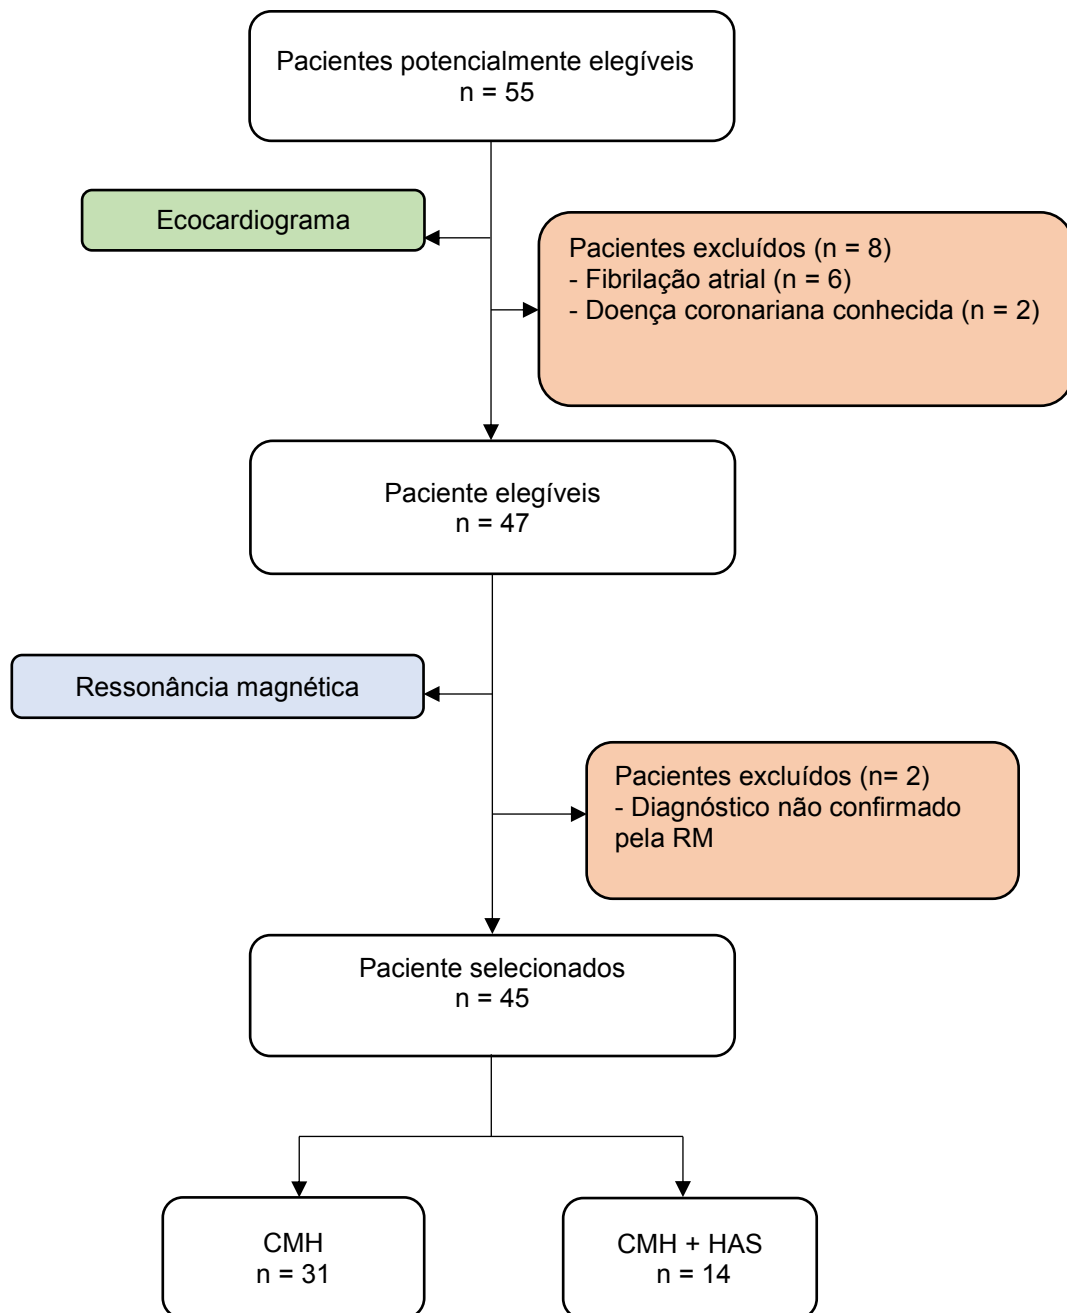 Pacientes potencialmente elegíveis
n = 55
Ecocardiograma
Pacientes excluídos (n = 8)
- Fibrilação atrial (n = 6)
- Doença coronariana conhecida (n = 2)
Paciente elegíveis
n = 47
Ressonância magnética
Pacientes excluídos (n= 2)
- Diagnóstico não confirmado
pela RM
Paciente selecionados
n = 45
CMH
n = 31
CMH + HAS
n = 14